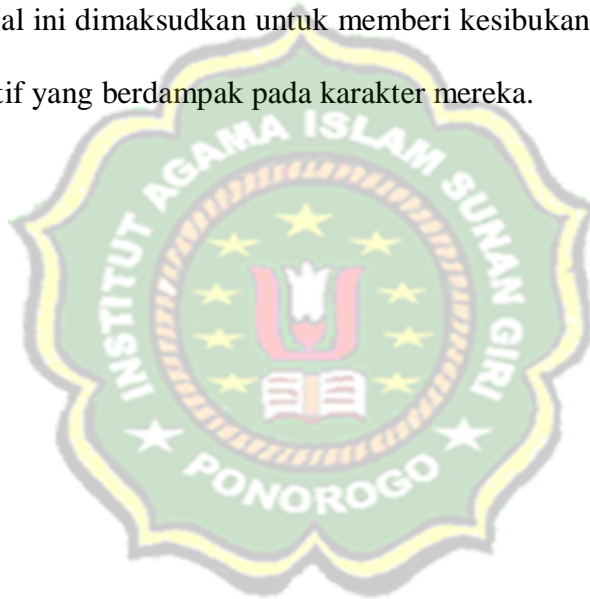 al ini dimaksudkan untuk memberi kesibukan
tif yang berdampak pada karakter mereka.
INSTITUT AGAMA ISLAM SUNAN GIRI
PONOROGO